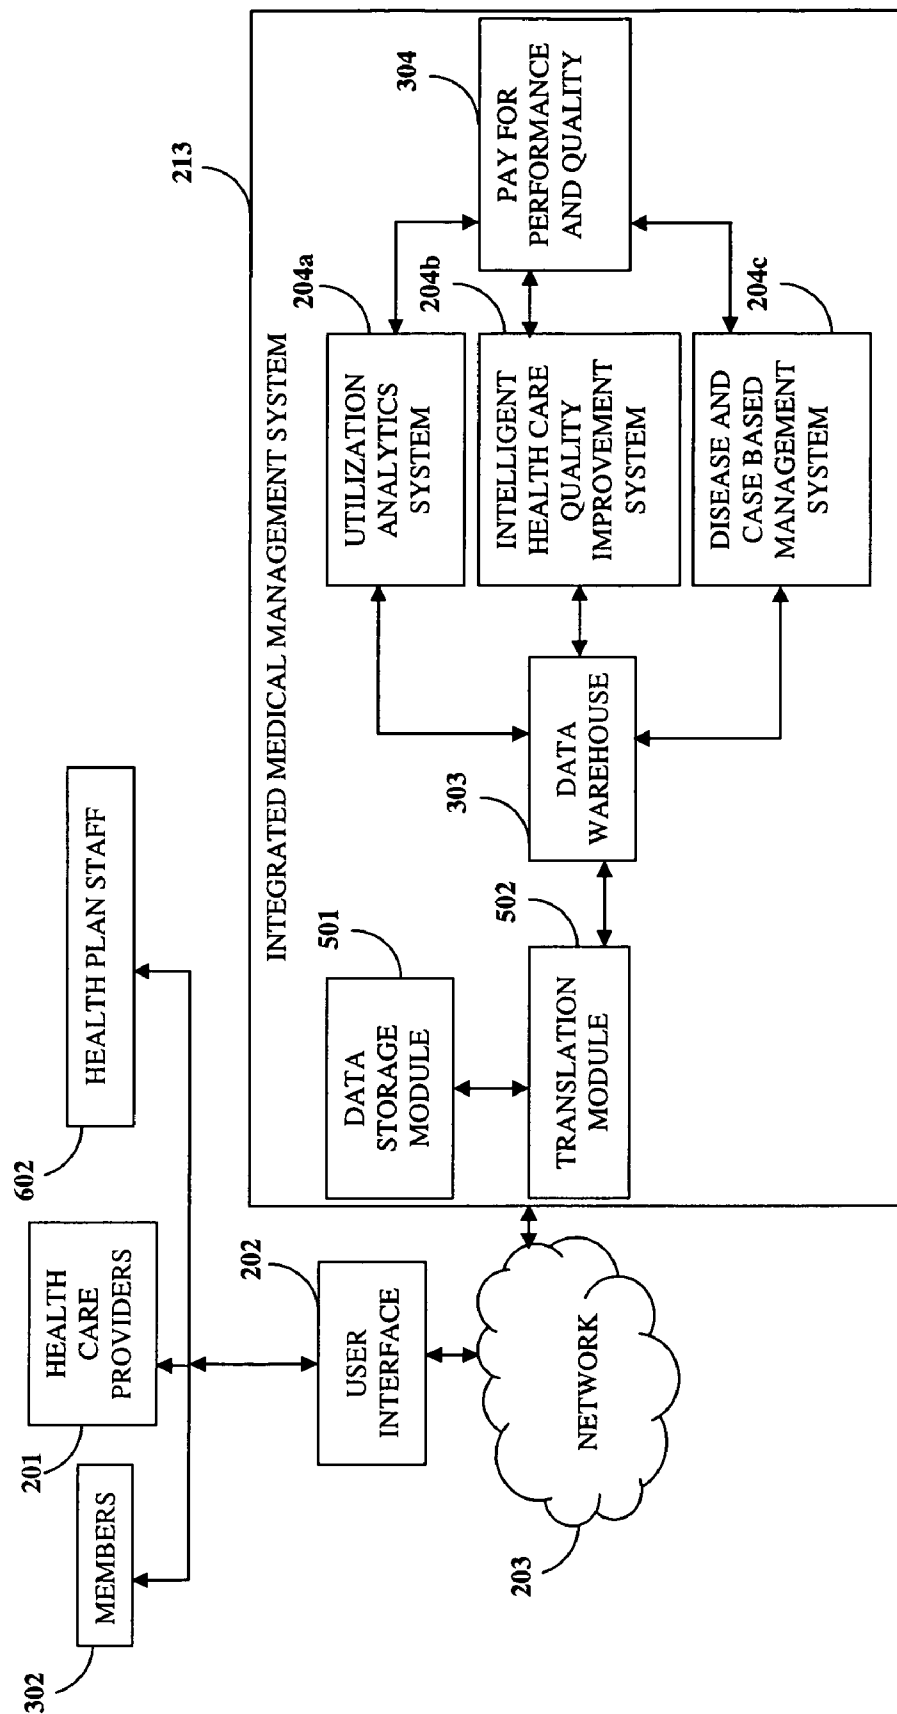 302
MEMBERS
201
HEALTH
CARE
PROVIDERS
602
HEALTH PLAN STAFF
202
USER
INTERFACE
203
NETWORK
213
INTEGRATED MEDICAL MANAGEMENT SYSTEM
501
DATA
STORAGE
MODULE
502
TRANSLATION
MODULE
303
DATA
WAREHOUSE
204a
UTILIZATION
ANALYTICS
SYSTEM
204b
INTELLIGENT
HEALTH CARE
QUALITY
IMPROVEMENT
SYSTEM
204c
DISEASE AND
CASE BASED
MANAGEMENT
SYSTEM
304
PAY FOR
PERFORMANCE
AND QUALITY